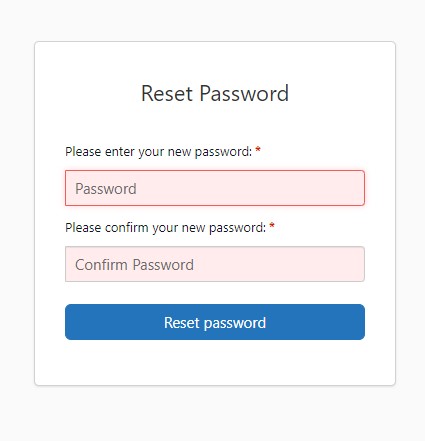 Reset Password
Please enter your new password: *
Password
Please confirm your new password: *
Confirm Password
Reset password